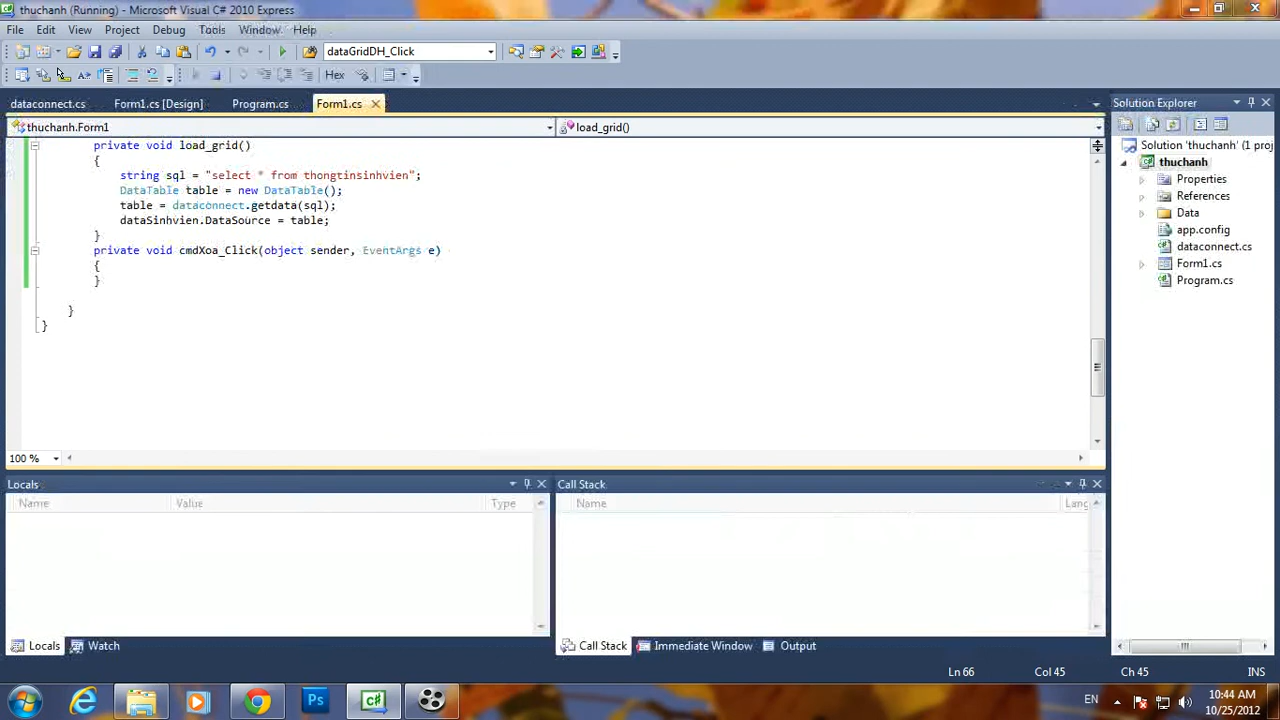 thuchanh (Running) - Microsoft Visual C# 2010 Express
File Edit View Project Debug Tools Window Help
dataGridDH_Click
Hex
dataconnect.cs Form1.cs [Design] Program.cs Form1.cs
Solution Explorer
thuchanh.Form1 load_grid()
private void load_grid()
{
string sql = "select * from thongtinsinhvien";
DataTable table = new DataTable();
table = dataconnect.getdata(sql);
dataSinhvien.DataSource = table;
}
private void cmdXoa_Click(object sender, EventArgs e)
{
}
}
}
100 %
Solution 'thuchanh' (1 proj
thuchanh
Properties
References
Data
app.config
dataconnect.cs
Form1.cs
Program.cs
Locals
Name Value Type
Call Stack
Name Lang
Locals Watch
Call Stack Immediate Window Output
Ln 66 Col 45 Ch 45 INS
Ps C# EN
10:44 AM
10/25/2012